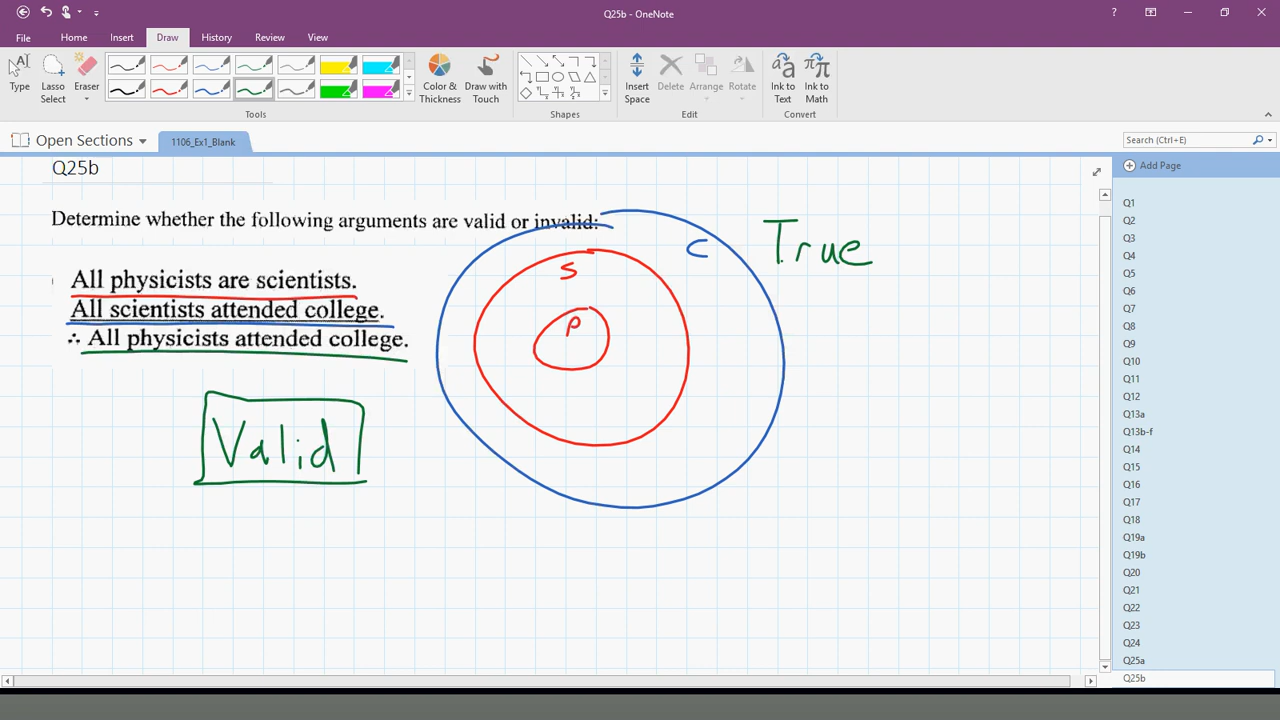 Q25b - OneNote
File Home Insert Draw History Review View
Type
Lasso Select
Eraser
Color & Thickness
Draw with Touch
Insert Space
Delete
Arrange
Rotate
Ink to Text
Ink to Math
Tools
Shapes
Edit
Convert
Open Sections
1106_Ex1_Blank
Search (Ctrl+E)
Add Page
Q25b
Determine whether the following arguments are valid or invalid:
All physicists are scientists.
All scientists attended college.
∴ All physicists attended college.
Valid
S
P
C
True
Q1
Q2
Q3
Q4
Q5
Q6
Q7
Q8
Q9
Q10
Q11
Q12
Q13a
Q13b-f
Q14
Q15
Q16
Q17
Q18
Q19a
Q19b
Q20
Q21
Q22
Q23
Q24
Q25a
Q25b